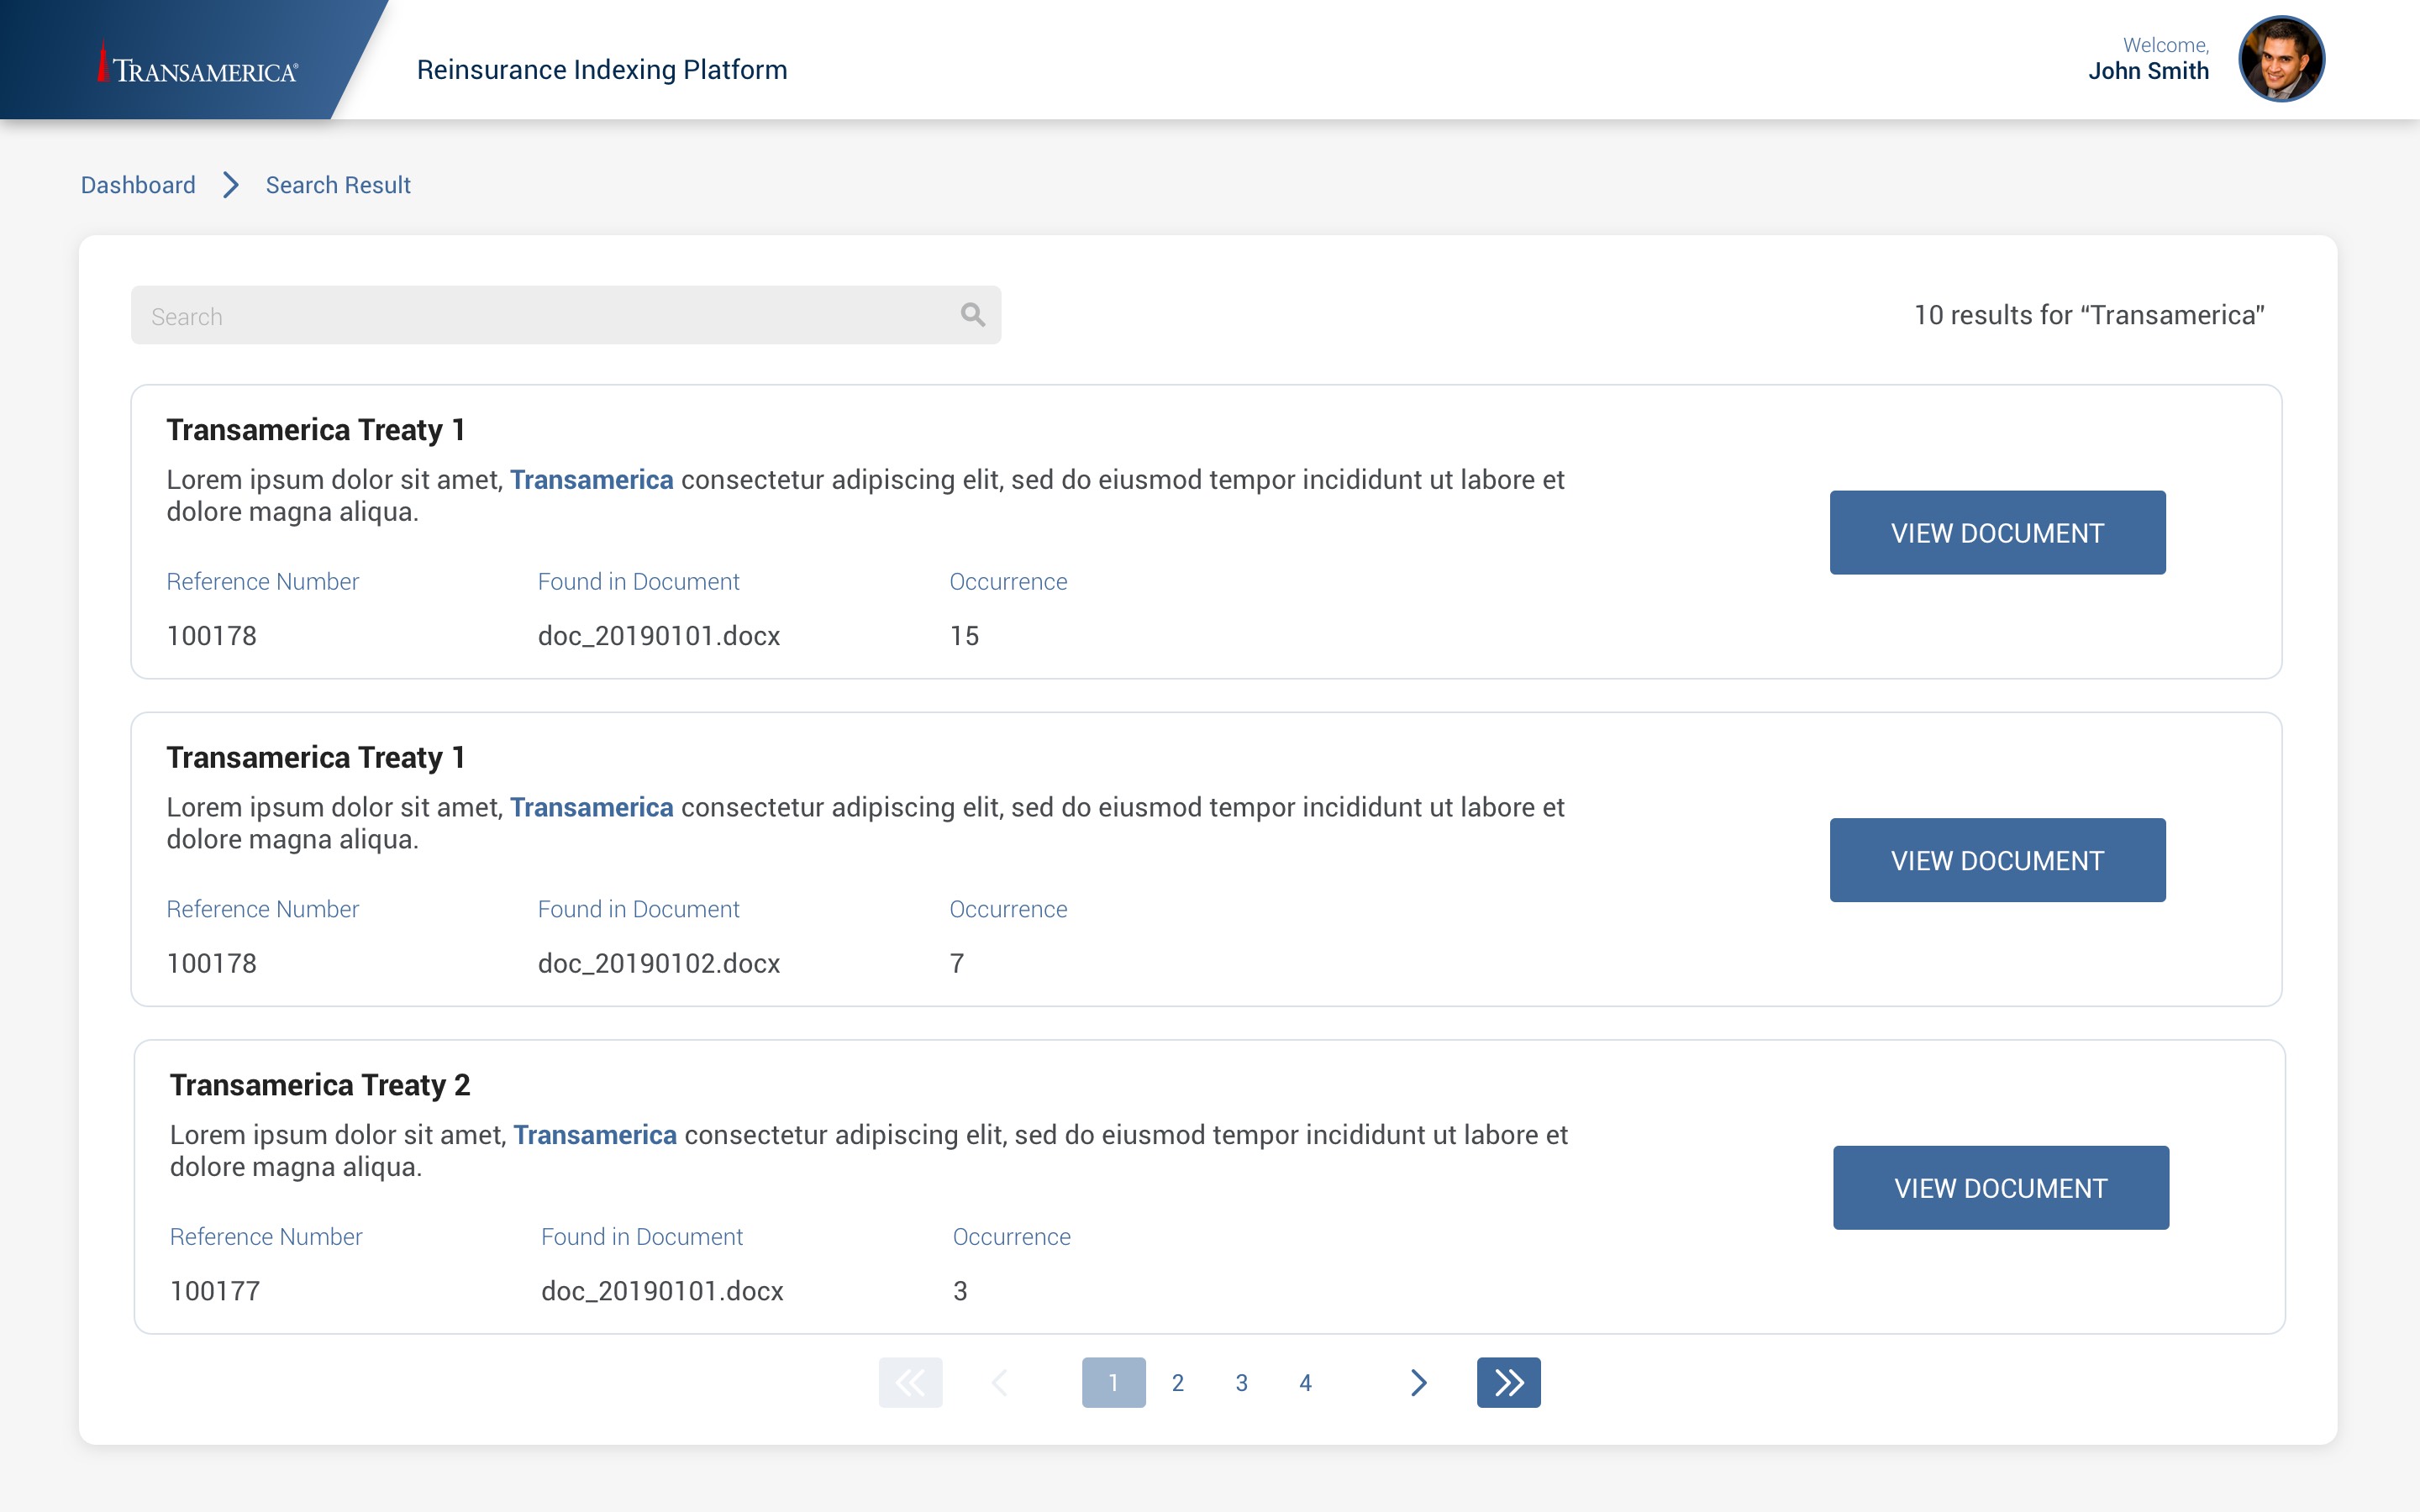 TRANSAMERICA®
Reinsurance Indexing Platform
Welcome,
John Smith
Dashboard
Search Result
Search
10 results for “Transamerica”
Transamerica Treaty 1
Lorem ipsum dolor sit amet, Transamerica consectetur adipiscing elit, sed do eiusmod tempor incididunt ut labore et
dolore magna aliqua.
VIEW DOCUMENT
Reference Number Found in Document Occurrence
100178 doc_20190101.docx 15
Transamerica Treaty 1
Lorem ipsum dolor sit amet, Transamerica consectetur adipiscing elit, sed do eiusmod tempor incididunt ut labore et
dolore magna aliqua.
VIEW DOCUMENT
Reference Number Found in Document Occurrence
100178 doc_20190102.docx 7
Transamerica Treaty 2
Lorem ipsum dolor sit amet, Transamerica consectetur adipiscing elit, sed do eiusmod tempor incididunt ut labore et
dolore magna aliqua.
VIEW DOCUMENT
Reference Number Found in Document Occurrence
100177 doc_20190101.docx 3
1 2 3 4